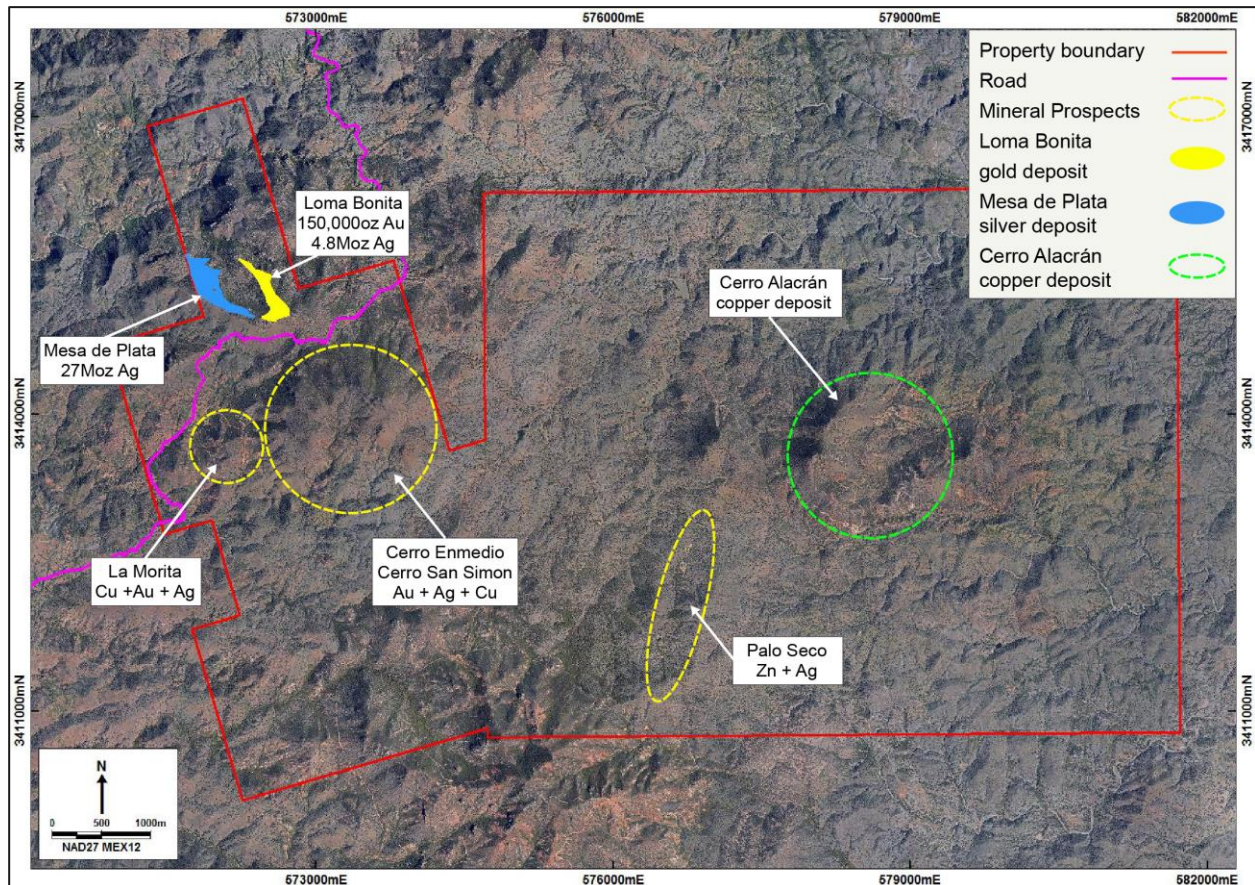 573000mE
576000mE
579000mE
582000mE
3417000mN
3414000mN
3411000mN
3417000mN
3414000mN
3411000mN
Property boundary
Road
Mineral Prospects
Loma Bonita
gold deposit
Mesa de Plata
silver deposit
Cerro Alacrán
copper deposit
Loma Bonita
150,000oz Au
4.8Moz Ag
Cerro Alacrán
copper deposit
Mesa de Plata
27Moz Ag
La Morita
Cu +Au + Ag
Cerro Enmedio
Cerro San Simon
Au + Ag + Cu
Palo Seco
Zn + Ag
N
0 500 1000m
NAD27 MEX12
573000mE
576000mE
579000mE
582000mE